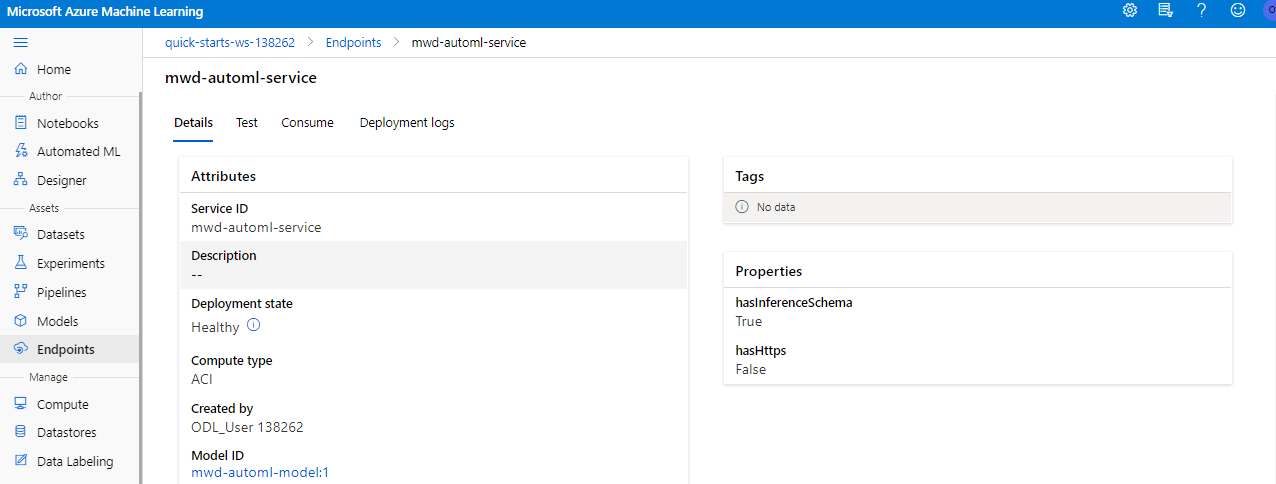 Microsoft Azure Machine Learning
quick-starts-ws-138262 > Endpoints > mwd-automl-service
mwd-automl-service
Home
Author
Notebooks
Automated ML
Designer
Assets
Datasets
Experiments
Pipelines
Models
Endpoints
Manage
Compute
Datastores
Data Labeling
Details Test Consume Deployment logs
Attributes
Service ID
mwd-automl-service
Description
--
Deployment state
Healthy
Compute type
ACI
Created by
ODL_User 138262
Model ID
mwd-automl-model:1
Tags
No data
Properties
hasInferenceSchema
True
hasHttps
False